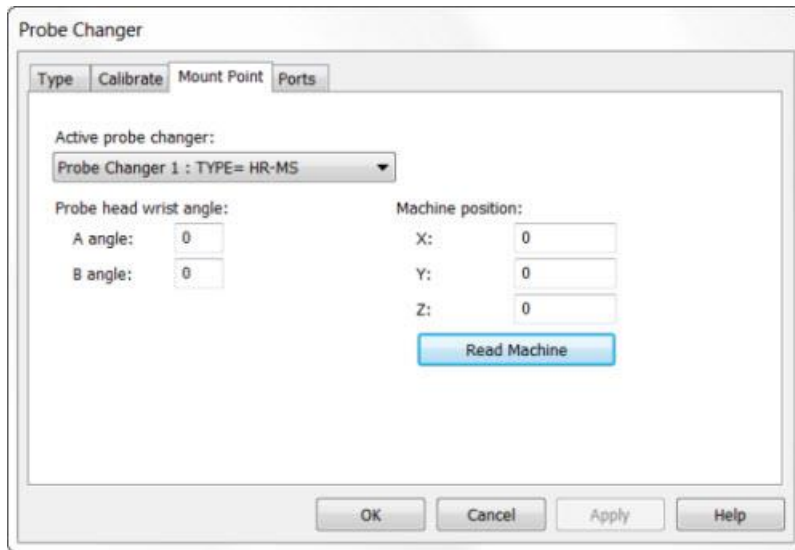 Probe Changer
Type Calibrate Mount Point Ports
Active probe changer:
Probe Changer 1 : TYPE= HR-MS
Probe head wrist angle: Machine position:
A angle: 0 X: 0
B angle: 0 Y: 0
Z: 0
Read Machine
OK Cancel Apply Help